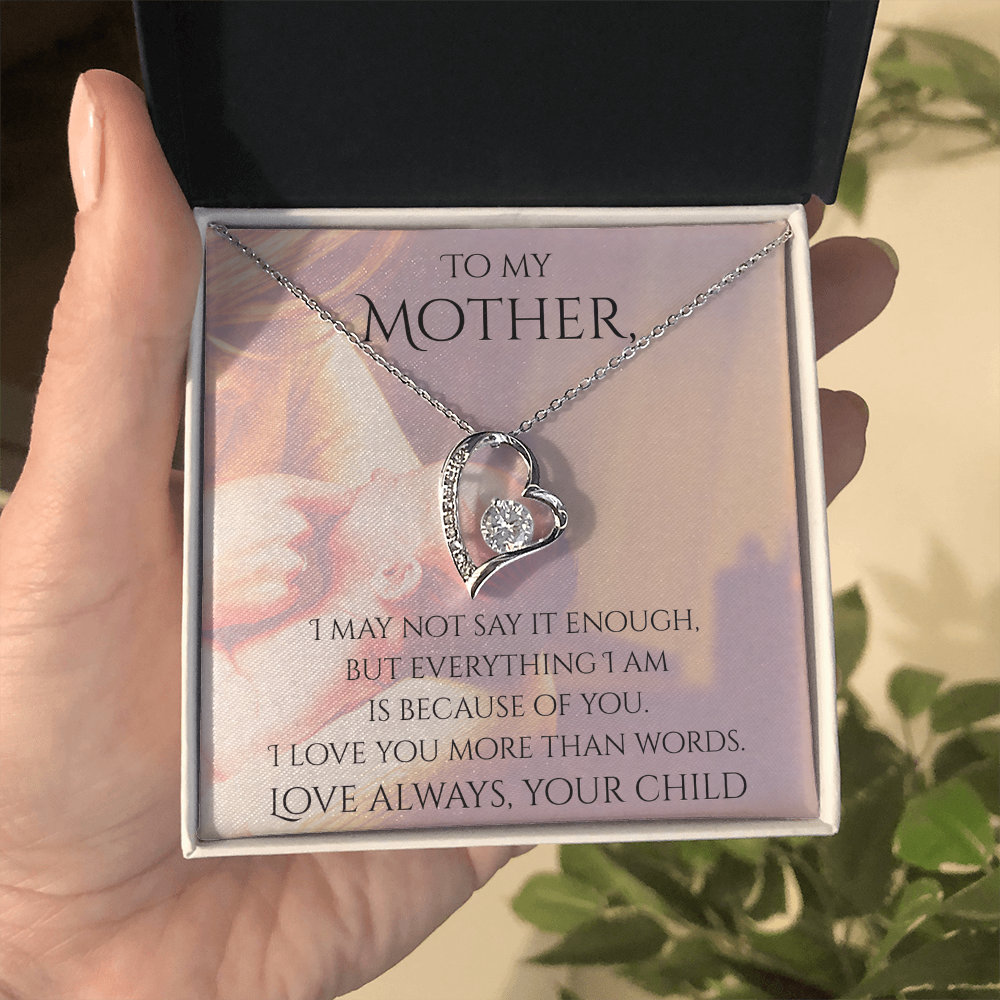 To my
Mother,
I may not say it enough,
but everything I am
is because of you.
I love you more than words.
Love always, your child